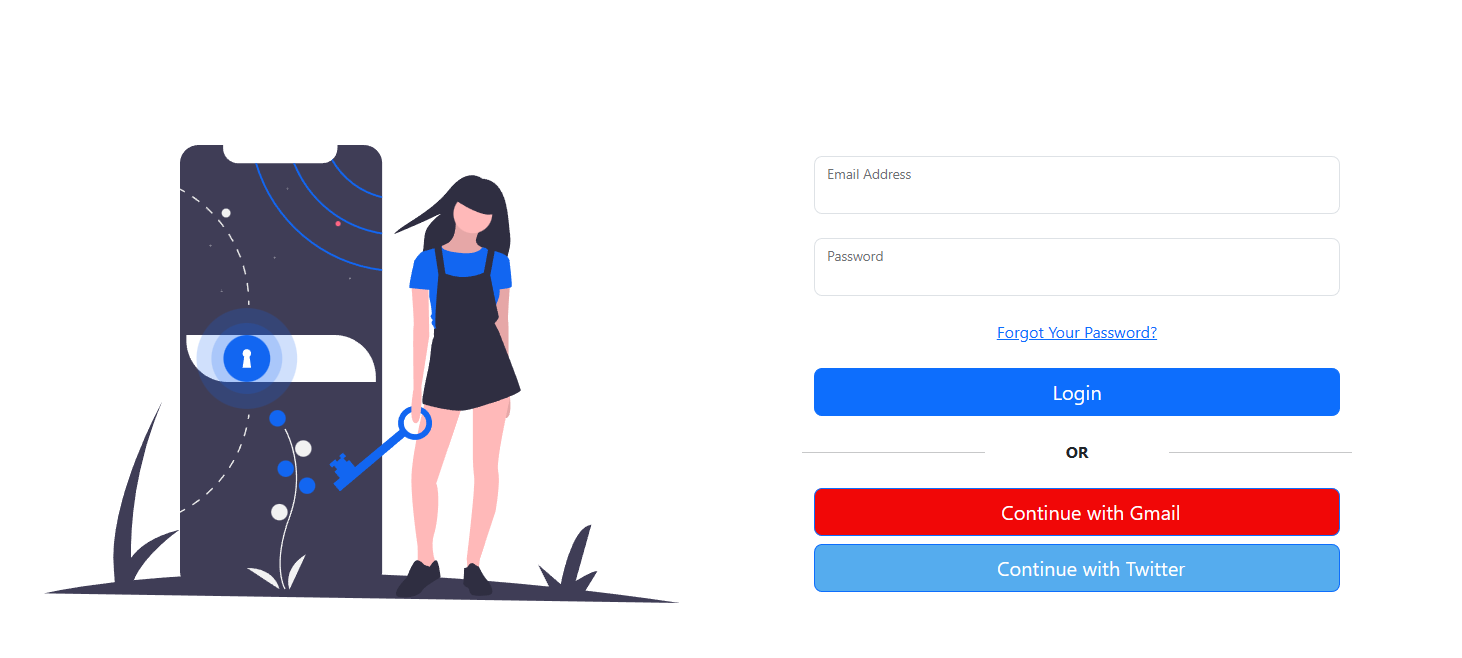 Email Address
Password
Forgot Your Password?
Login
OR
Continue with Gmail
Continue with Twitter